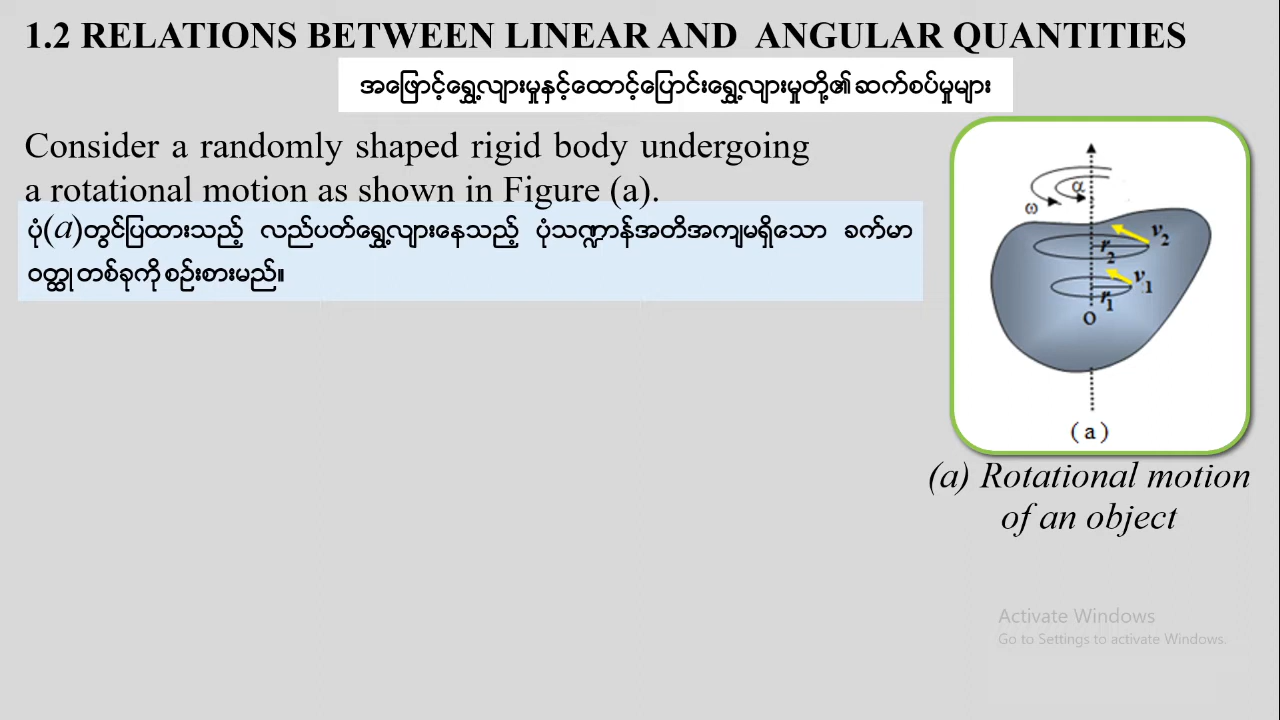 1.2 RELATIONS BETWEEN LINEAR AND ANGULAR QUANTITIES
အဖြောင့်ရွေ့လျားမှုနှင့်ထောင့်ပြောင်းရွေ့လျားမှုတို့၏ဆက်စပ်မှုများ
Consider a randomly shaped rigid body undergoing
a rotational motion as shown in Figure (a).
ပုံ(a)တွင်ပြထားသည့် လည်ပတ်ရွေ့လျားနေသည့် ပုံသဏ္ဌာန်အတိအကျမရှိသော ခက်မာ
ဝတ္ထုတစ်ခုကိုစဉ်းစားမည်။
α
ω
v2
r2
v1
r1
O
(a)
(a) Rotational motion
of an object
Activate Windows
Go to Settings to activate Windows.